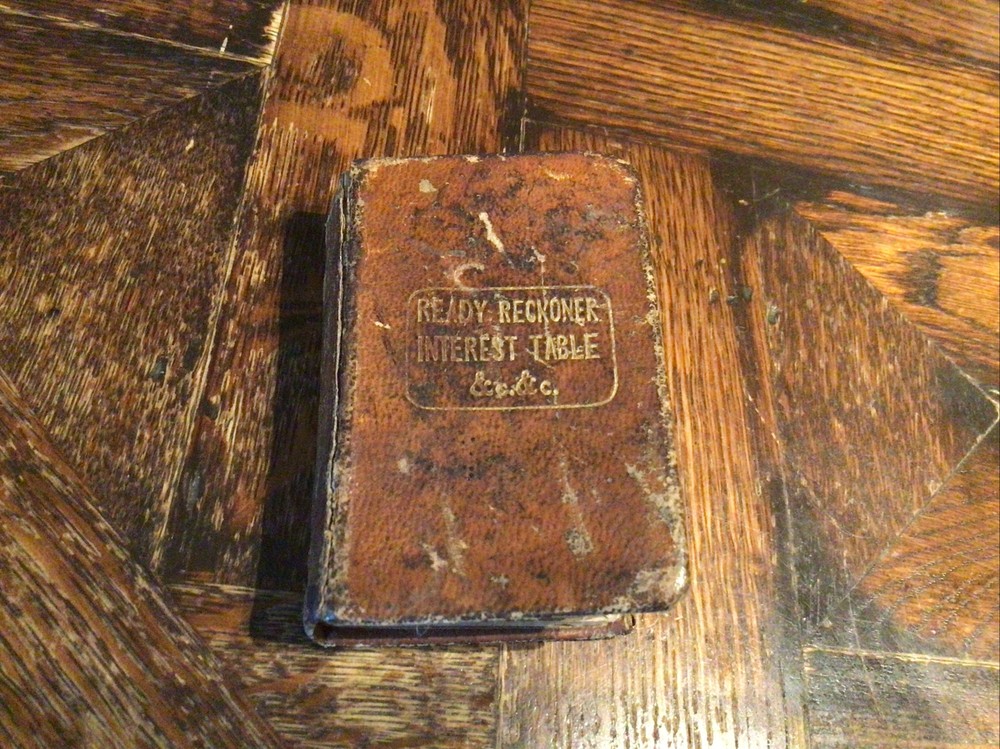 READY RECKONER
INTEREST TABLE
&c.&c.